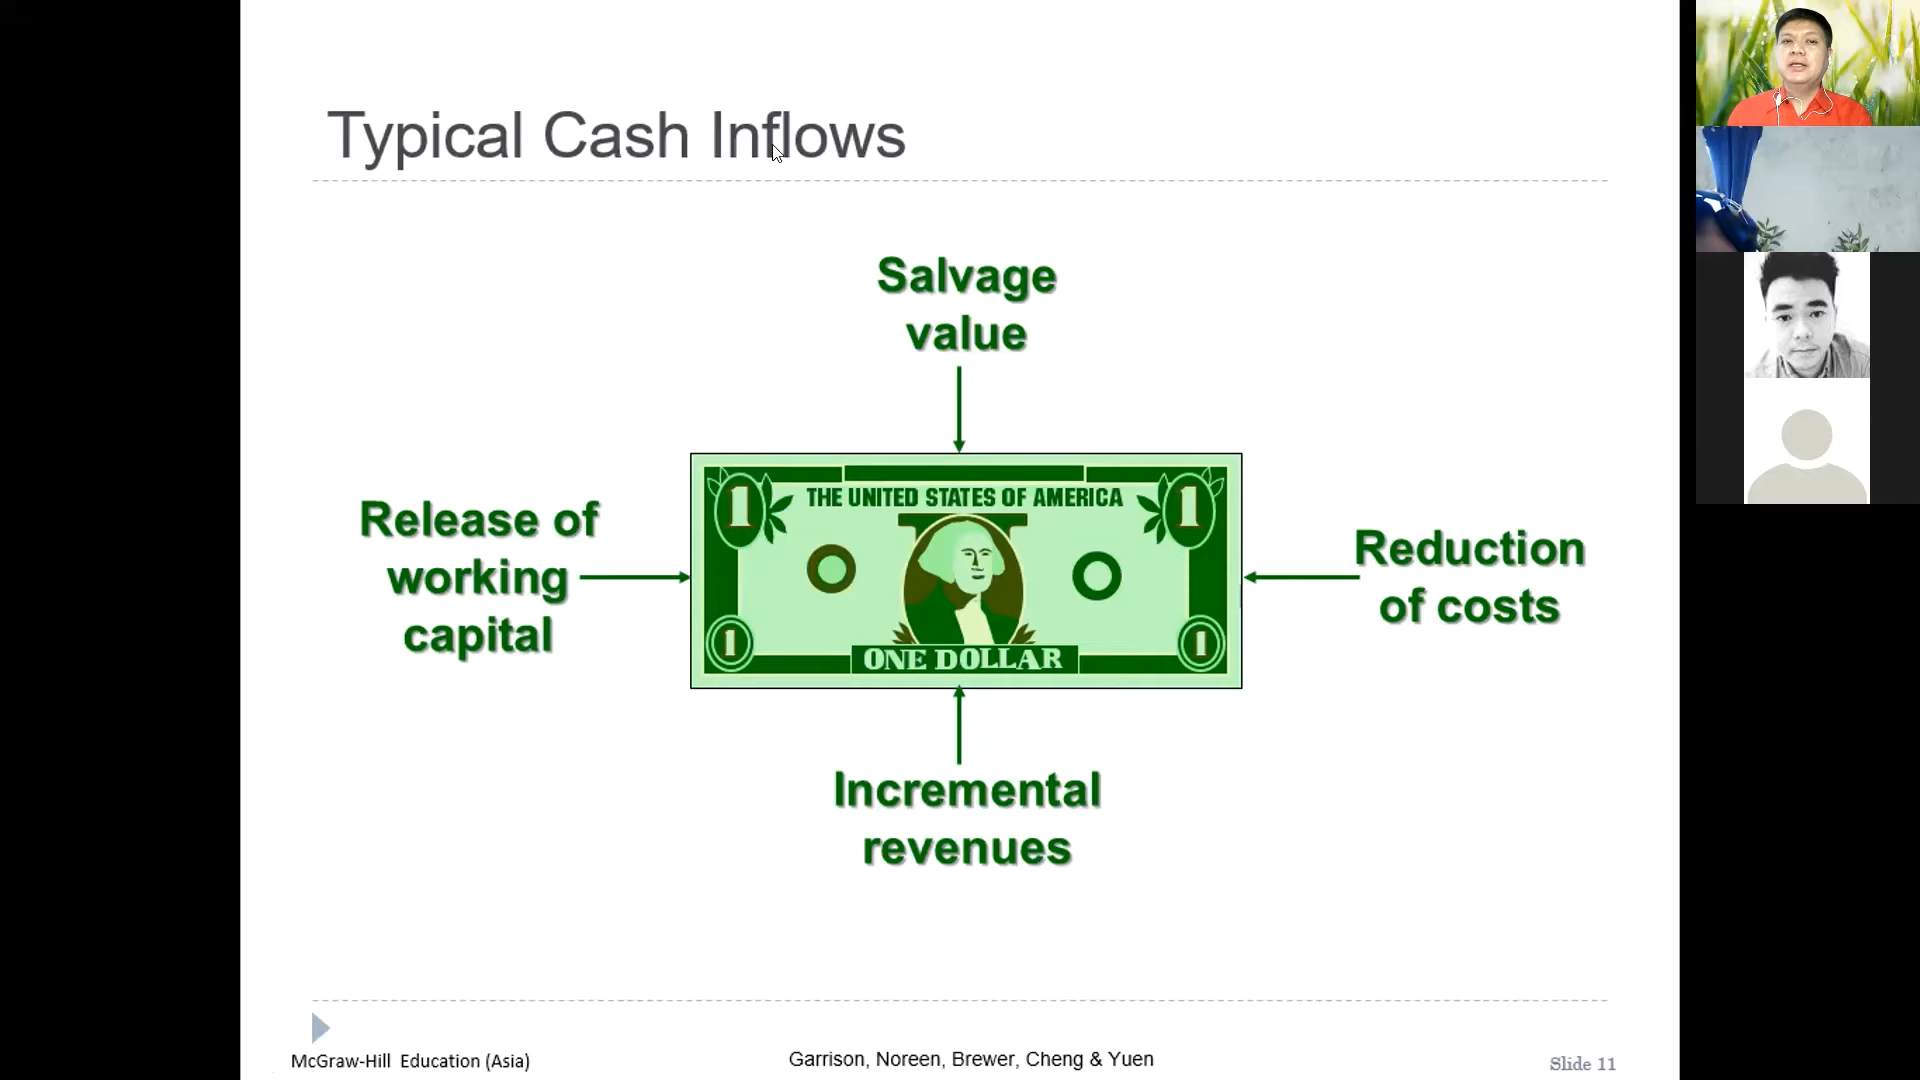 Typical Cash Inflows
Salvage
value
Release of
working
capital
1
THE UNITED STATES OF AMERICA
1
1
ONE DOLLAR
1
Reduction
of costs
Incremental
revenues
McGraw-Hill Education (Asia)
Garrison, Noreen, Brewer, Cheng & Yuen
Slide 11